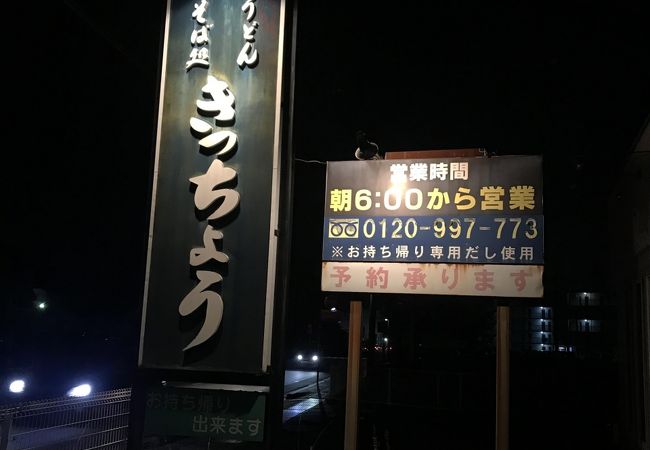 うどん
そば処
きっちょう
お持ち帰り
出来ます
営業時間
朝6:00から営業
0120-997-773
※お持ち帰り専用だし使用
予約承ります